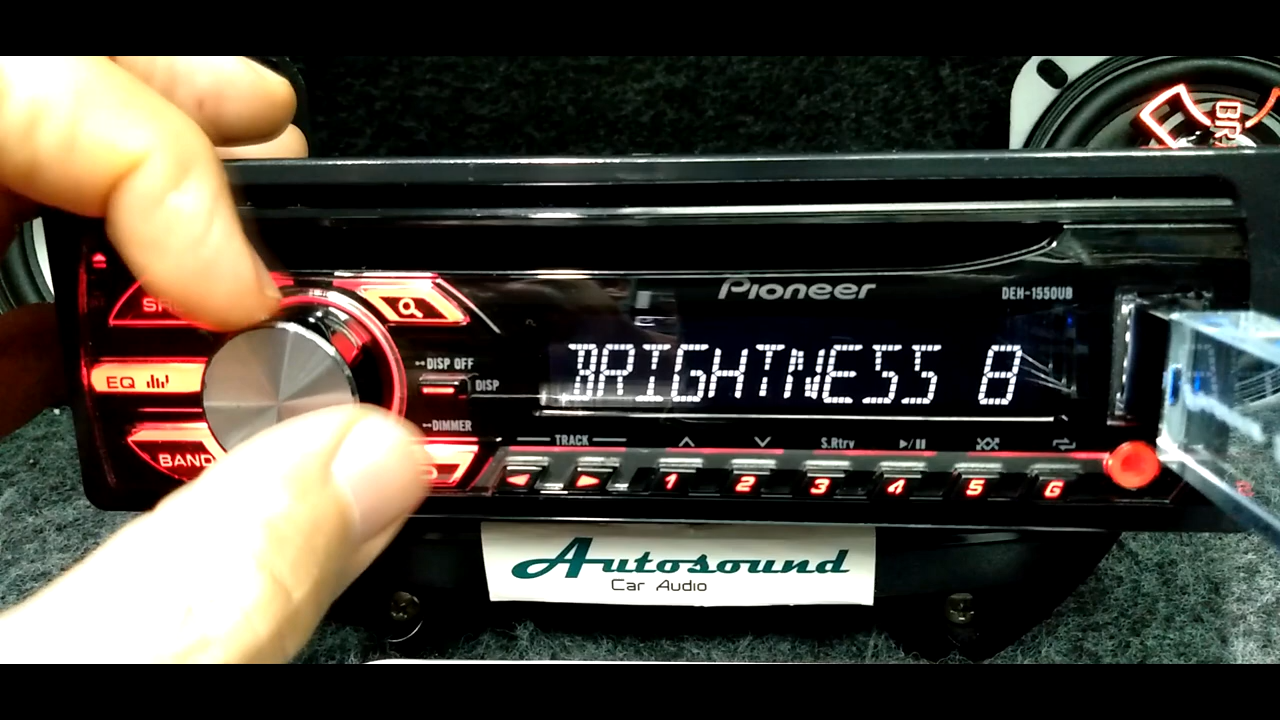 Pioneer
DEH-1550UB
EQ
DISP OFF
DISP
BRIGHTNESS 8
DIMMER
BAND
TRACK
S.Rtrv
1 2 3 4 5 6
Autosound
Car Audio